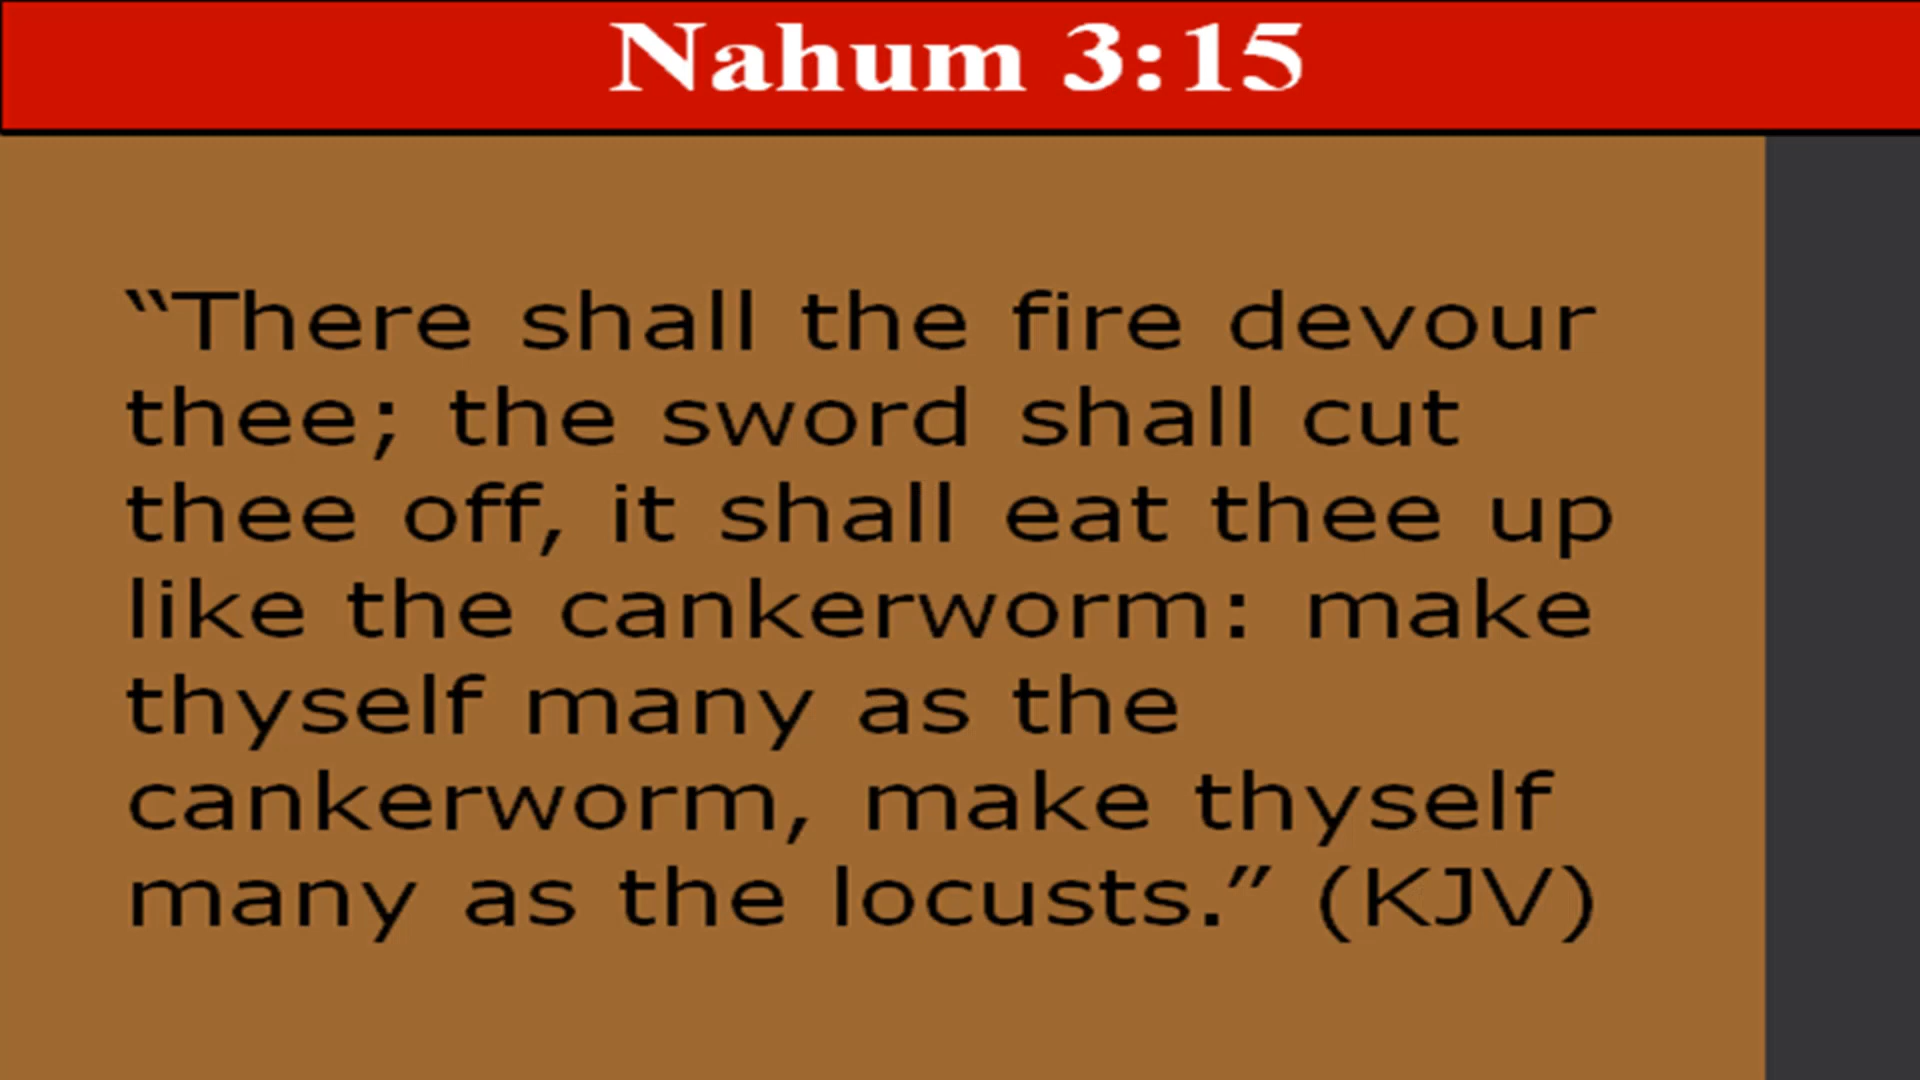 Nahum 3:15
“There shall the fire devour
thee; the sword shall cut
thee off, it shall eat thee up
like the cankerworm: make
thyself many as the
cankerworm, make thyself
many as the locusts.” (KJV)